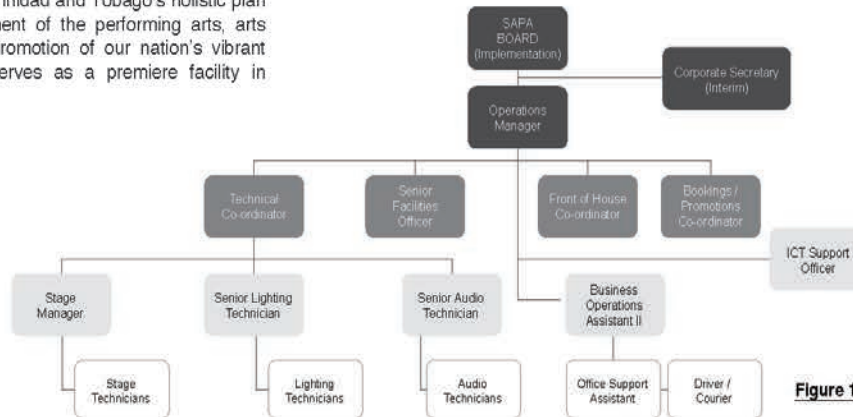 Trinidad and Tobago's holistic plan
ment of the performing arts, arts
promotion of our nation's vibrant
erves as a premiere facility in
SAPA
BOARD
(Implementation)
Corporate Secretary
(Interim)
Operations
Manager
Technical
Co-ordinator
Senior
Facilities
Officer
Front of House
Co-ordinator
Bookings /
Promotions
Co-ordinator
ICT Support
Officer
Stage
Manager
Senior Lighting
Technician
Senior Audio
Technician
Business
Operations
Assistant II
Stage
Technicians
Lighting
Technicians
Audio
Technicians
Office Support
Assistant
Driver /
Courier
Figure 1